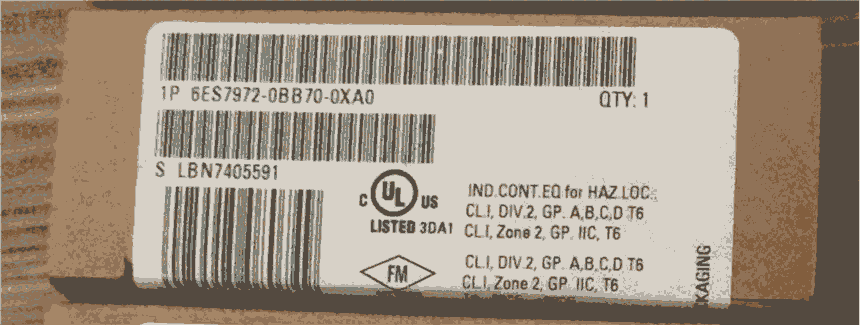 1P 6ES7972-0BB70-0XA0 QTY: 1
S LBN7405591
C UL US
LISTED 3DA1
IND.CONT.EQ for HAZ.LOC.
CL.I, DIV.2, GP. A,B,C,D T6
CL.I, Zone 2, GP. IIC, T6
FM
CL.I, DIV.2, GP. A,B,C,D T6
CL.I, Zone 2, GP. IIC, T6
KAGING